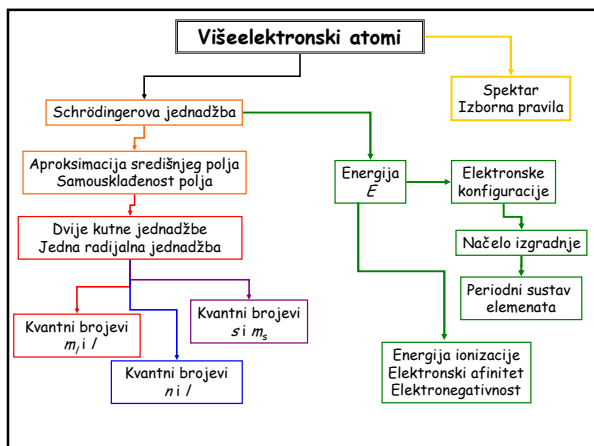 Višeelektronski atomi
Spektar
Izborna pravila
Schrödingerova jednadžba
Aproksimacija središnjeg polja
Samousklađenost polja
Energija
E
Elektronske
konfiguracije
Dvije kutne jednadžbe
Jedna radijalna jednadžba
Načelo izgradnje
Periodni sustav
elemenata
Kvantni brojevi
s i ms
Kvantni brojevi
ml i l
Kvantni brojevi
n i l
Energija ionizacije
Elektronski afinitet
Elektronegativnost